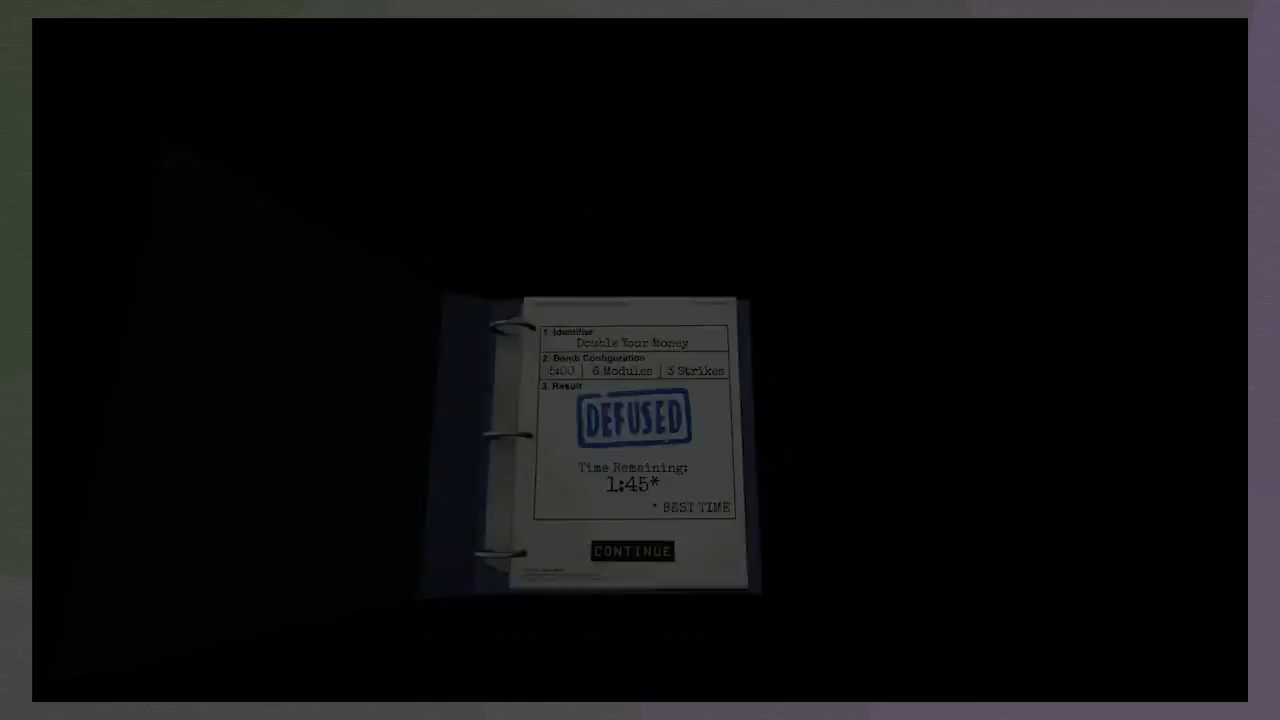 1. Identifier
Double Your Money
2. Bomb Configuration
5:00 6 Modules 3 Strikes
3. Result
DEFUSED
Time Remaining:
1:45*
* BEST TIME
CONTINUE